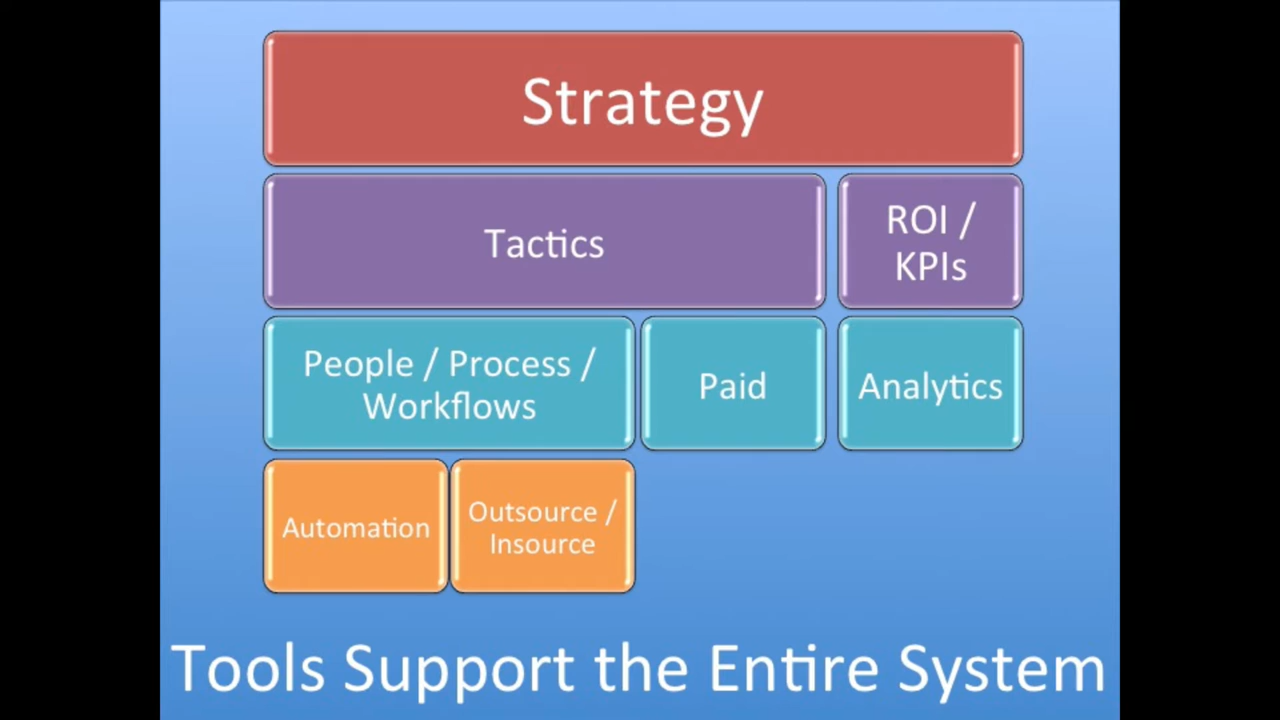 Strategy
Tactics
ROI /
KPIs
People / Process /
Workflows
Paid
Analytics
Automation
Outsource /
Insource
Tools Support the Entire System